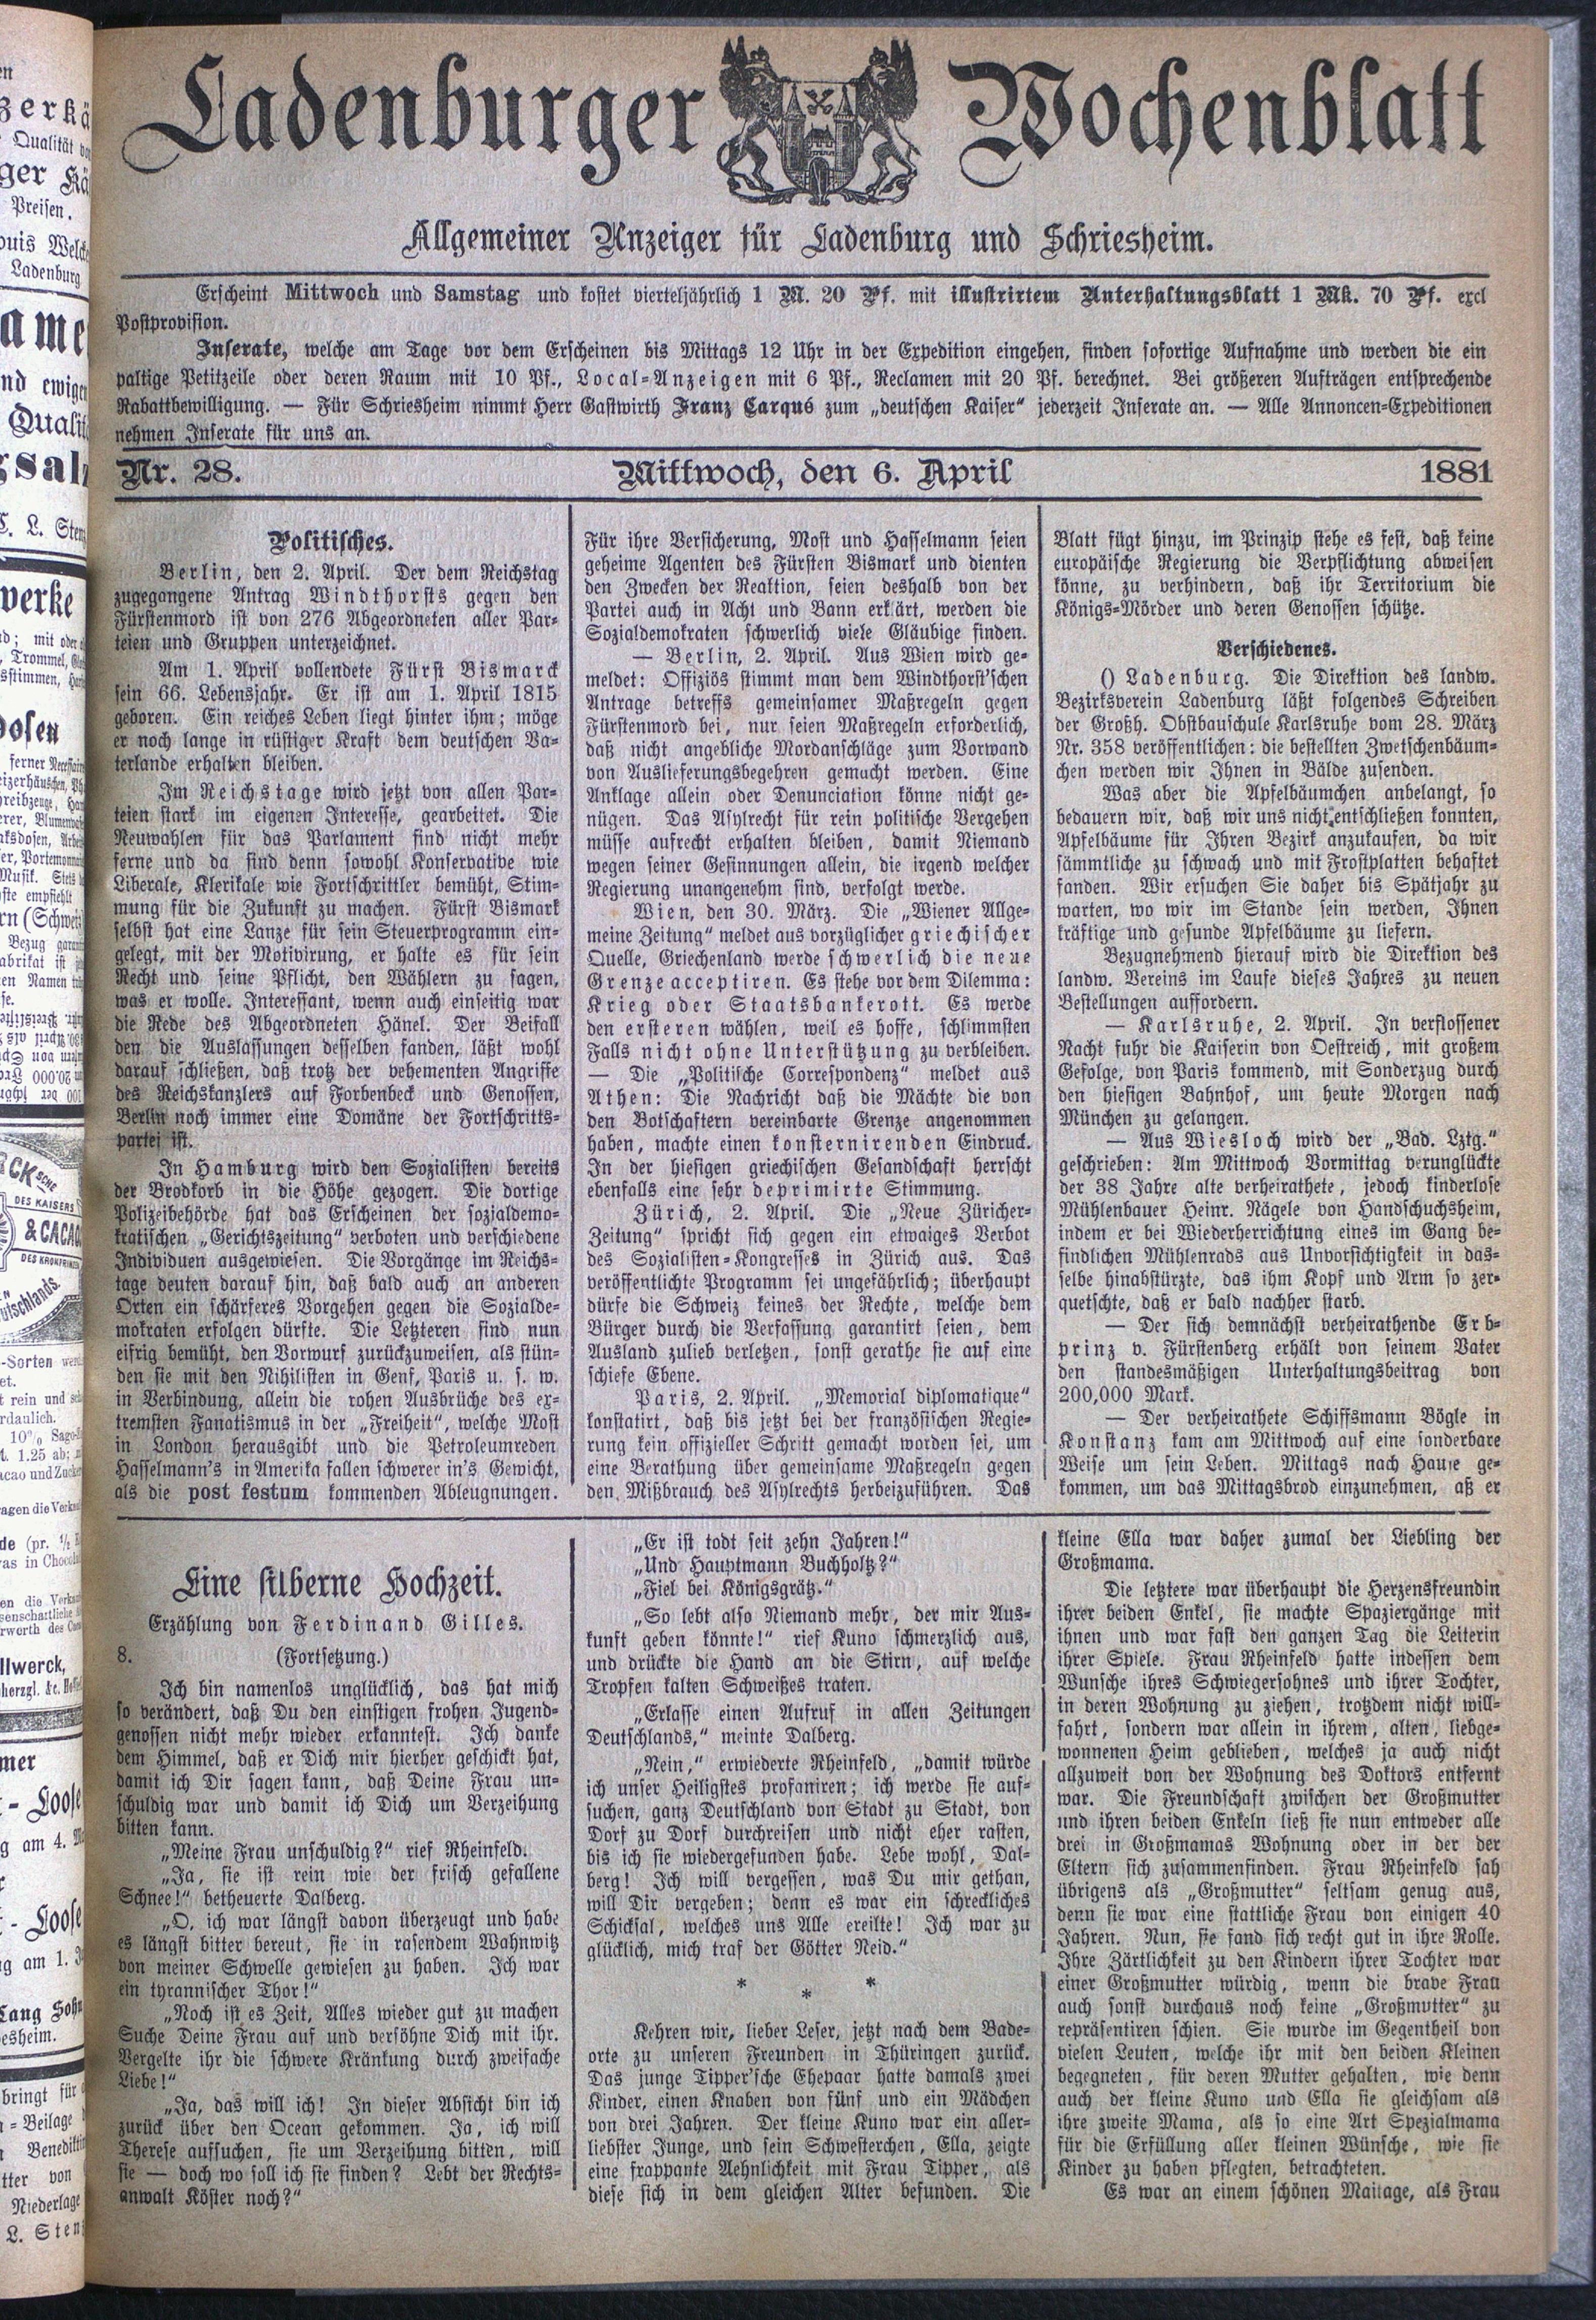 Ladenburger Wochenblatt
Allgemeiner Anzeiger für Ladenburg und Schriesheim.
Erscheint Mittwoch und Samstag und kostet vierteljährlich 1 M. 20 Pf. mit illustrirtem Unterhaltungsblatt 1 Mk. 70 Pf. excl
Postprovision.
Inserate, welche am Tage vor dem Erscheinen bis Mittags 12 Uhr in der Expedition eingehen, finden sofortige Aufnahme und werden die ein
paltige Petitzeile oder deren Raum mit 10 Pf., Local-Anzeigen mit 6 Pf., Reclamen mit 20 Pf. berechnet. Bei größeren Aufträgen entsprechende
Rabattbewilligung. — Für Schriesheim nimmt Herr Gastwirth Franz Carqué zum „deutschen Kaiser“ jederzeit Inserate an. — Alle Annoncen-Expeditionen
nehmen Inserate für uns an.
Nr. 28. Mittwoch, den 6. April 1881
Politisches.
Berlin, den 2. April. Der dem Reichstag
zugegangene Antrag Windthorsts gegen den
Fürstenmord ist von 276 Abgeordneten aller Par-
teien und Gruppen unterzeichnet.
Am 1. April vollendete Fürst Bismarck
sein 66. Lebensjahr. Er ist am 1. April 1815
geboren. Ein reiches Leben liegt hinter ihm; möge
er noch lange in rüstiger Kraft dem deutschen Va-
terlande erhalten bleiben.
Im Reichstage wird jetzt von allen Par-
teien stark im eigenen Interesse, gearbeitet. Die
Neuwahlen für das Parlament sind nicht mehr
ferne und da sind denn sowohl Konservative wie
Liberale, Klerikale wie Fortschrittler bemüht, Stim-
mung für die Zukunft zu machen. Fürst Bismark
selbst hat eine Lanze für sein Steuerprogramm ein-
gelegt, mit der Motivirung, er halte es für sein
Recht und seine Pflicht, den Wählern zu sagen,
was er wolle. Interessant, wenn auch einseitig war
die Rede des Abgeordneten Hänel. Der Beifall
den die Auslassungen desselben fanden, läßt wohl
darauf schließen, daß trotz der vehementen Angriffe
des Reichskanzlers auf Forbenbeck und Genossen,
Berlin noch immer eine Domäne der Fortschritts-
partei ist.
In Hamburg wird den Sozialisten bereits
der Brodkorb in die Höhe gezogen. Die dortige
Polizeibehörde hat das Erscheinen der sozialdemo-
kratischen „Gerichtszeitung“ verboten und verschiedene
Individuen ausgewiesen. Die Vorgänge im Reichs-
tage deuten darauf hin, daß bald auch an anderen
Orten ein schärferes Vorgehen gegen die Sozialde-
mokraten erfolgen dürfte. Die Letzteren sind nun
eifrig bemüht, den Vorwurf zurückzuweisen, als stün-
den sie mit den Nihilisten in Genf, Paris u. s. w.
in Verbindung, allein die rohen Ausbrüche des ex-
tremsten Fanatismus in der „Freiheit“, welche Most
in London herausgibt und die Petroleumreden
Hasselmann's in Amerika fallen schwerer in's Gewicht,
als die post festum kommenden Ableugnungen.
Für ihre Versicherung, Most und Hasselmann seien
geheime Agenten des Fürsten Bismark und dienten
den Zwecken der Reaktion, seien deshalb von der
Partei auch in Acht und Bann erklärt, werden die
Sozialdemokraten schwerlich viele Gläubige finden.
— Berlin, 2. April. Aus Wien wird ge-
meldet: Offiziös stimmt man dem Windthorst'schen
Antrage betreffs gemeinsamer Maßregeln gegen
Fürstenmord bei, nur seien Maßregeln erforderlich,
daß nicht angebliche Mordanschläge zum Vorwand
von Auslieferungsbegehren gemacht werden. Eine
Anklage allein oder Denunciation könne nicht ge-
nügen. Das Asylrecht für rein politische Vergehen
müsse aufrecht erhalten bleiben, damit Niemand
wegen seiner Gesinnungen allein, die irgend welcher
Regierung unangenehm sind, verfolgt werde.
Wien, den 30. März. Die „Wiener Allge-
meine Zeitung“ meldet aus vorzüglicher griechischer
Quelle, Griechenland werde schwerlich die neue
Grenze acceptiren. Es stehe vor dem Dilemma:
Krieg oder Staatsbankerott. Es werde
den ersteren wählen, weil es hoffe, schlimmsten
Falls nicht ohne Unterstützung zu verbleiben.
— Die „Politische Correspondenz“ meldet aus
Athen: Die Nachricht daß die Mächte die von
den Botschaftern vereinbarte Grenze angenommen
haben, machte einen konsternirenden Eindruck.
In der hiesigen griechischen Gesandschaft herrscht
ebenfalls eine sehr deprimirte Stimmung.
Zürich, 2. April. Die „Neue Züricher-
Zeitung“ spricht sich gegen ein etwaiges Verbot
des Sozialisten-Kongresses in Zürich aus. Das
veröffentlichte Programm sei ungefährlich; überhaupt
dürfe die Schweiz keines der Rechte, welche dem
Bürger durch die Verfassung garantirt seien, dem
Ausland zulieb verletzen, sonst gerathe sie auf eine
schiefe Ebene.
Paris, 2. April. „Memorial diplomatique“
konstatirt, daß bis jetzt bei der französischen Regie-
rung kein offizieller Schritt gemacht worden sei, um
eine Berathung über gemeinsame Maßregeln gegen
den Mißbrauch des Asylrechts herbeizuführen. Das
Blatt fügt hinzu, im Prinzip stehe es fest, daß keine
europäische Regierung die Verpflichtung abweisen
könne, zu verhindern, daß ihr Territorium die
Königs-Mörder und deren Genossen schütze.
Verschiedenes.
() Ladenburg. Die Direktion des landw.
Bezirksverein Ladenburg läßt folgendes Schreiben
der Großh. Obstbauschule Karlsruhe vom 28. März
Nr. 358 veröffentlichen: die bestellten Zwetschenbäum-
chen werden wir Ihnen in Bälde zusenden.
Was aber die Apfelbäumchen anbelangt, so
bedauern wir, daß wir uns nicht entschließen konnten,
Apfelbäume für Ihren Bezirk anzukaufen, da wir
sämmtliche zu schwach und mit Frostplatten behaftet
fanden. Wir ersuchen Sie daher bis Spätjahr zu
warten, wo wir im Stande sein werden, Ihnen
kräftige und gesunde Apfelbäume zu liefern.
Bezugnehmend hierauf wird die Direktion des
landw. Vereins im Laufe dieses Jahres zu neuen
Bestellungen auffordern.
— Karlsruhe, 2. April. In verflossener
Nacht fuhr die Kaiserin von Oestreich, mit großem
Gefolge, von Paris kommend, mit Sonderzug durch
den hiesigen Bahnhof, um heute Morgen nach
München zu gelangen.
— Aus Wiesloch wird der „Bad. Lztg.“
geschrieben: Am Mittwoch Vormittag verunglückte
der 38 Jahre alte verheirathete, jedoch kinderlose
Mühlenbauer Heinr. Nägele von Handschuchsheim,
indem er bei Wiederherrichtung eines im Gang be-
findlichen Mühlenrads aus Unvorsichtigkeit in das-
selbe hinabstürzte, das ihm Kopf und Arm so zer-
quetschte, daß er bald nachher starb.
— Der sich demnächst verheirathende Erb-
prinz v. Fürstenberg erhält von seinem Vater
den standesmäßigen Unterhaltungsbeitrag von
200,000 Mark.
— Der verheirathete Schiffsmann Bögle in
Konstanz kam am Mittwoch auf eine sonderbare
Weise um sein Leben. Mittags nach Hause ge-
kommen, um das Mittagsbrod einzunehmen, aß er
Eine silberne Hochzeit.
Erzählung von Ferdinand Gilles.
8. (Fortsetzung.)
Ich bin namenlos unglücklich, das hat mich
so verändert, daß Du den einstigen frohen Jugend-
genossen nicht mehr wieder erkanntest. Ich danke
dem Himmel, daß er Dich mir hierher geschickt hat,
damit ich Dir sagen kann, daß Deine Frau un-
schuldig war und damit ich Dich um Verzeihung
bitten kann.
„Meine Frau unschuldig?“ rief Rheinfeld.
„Ja, sie ist rein wie der frisch gefallene
Schnee!“ betheuerte Dalberg.
„O, ich war längst davon überzeugt und habe
es längst bitter bereut, sie in rasendem Wahnwitz
von meiner Schwelle gewiesen zu haben. Ich war
ein tyrannischer Thor!“
„Noch ist es Zeit, Alles wieder gut zu machen
Suche Deine Frau auf und versöhne Dich mit ihr.
Vergelte ihr die schwere Kränkung durch zweifache
Liebe!“
„Ja, das will ich! In dieser Absicht bin ich
zurück über den Ocean gekommen. Ja, ich will
Therese aufsuchen, sie um Verzeihung bitten, will
sie — doch wo soll ich sie finden? Lebt der Rechts-
anwalt Köster noch?“
„Er ist todt seit zehn Jahren!“
„Und Hauptmann Buchholtz?“
„Fiel bei Königsgrätz.“
„So lebt also Niemand mehr, der mir Aus-
kunft geben könnte!“ rief Kuno schmerzlich aus,
und drückte die Hand an die Stirn, auf welche
Tropfen kalten Schweißes traten.
„Erlasse einen Aufruf in allen Zeitungen
Deutschlands,“ meinte Dalberg.
„Nein,“ erwiederte Rheinfeld, „damit würde
ich unser Heiligstes profaniren; ich werde sie auf-
suchen, ganz Deutschland von Stadt zu Stadt, von
Dorf zu Dorf durchreisen und nicht eher rasten,
bis ich sie wiedergefunden habe. Lebe wohl, Dal-
berg! Ich will vergessen, was Du mir gethan,
will Dir vergeben; denn es war ein schreckliches
Schicksal, welches uns Alle ereilte! Ich war zu
glücklich, mich traf der Götter Neid.“
* * *
Kehren wir, lieber Leser, jetzt nach dem Bade-
orte zu unseren Freunden in Thüringen zurück.
Das junge Tipper'sche Ehepaar hatte damals zwei
Kinder, einen Knaben von fünf und ein Mädchen
von drei Jahren. Der kleine Kuno war ein aller-
liebster Junge, und sein Schwesterchen, Ella, zeigte
eine frappante Aehnlichkeit mit Frau Tipper, als
diese sich in dem gleichen Alter befunden. Die
kleine Ella war daher zumal der Liebling der
Großmama.
Die letztere war überhaupt die Herzensfreundin
ihrer beiden Enkel, sie machte Spaziergänge mit
ihnen und war fast den ganzen Tag die Leiterin
ihrer Spiele. Frau Rheinfeld hatte indessen dem
Wunsche ihres Schwiegersohnes und ihrer Tochter,
in deren Wohnung zu ziehen, trotzdem nicht will-
fahrt, sondern war allein in ihrem, alten, liebge-
wonnenen Heim geblieben, welches ja auch nicht
allzuweit von der Wohnung des Doktors entfernt
war. Die Freundschaft zwischen der Großmutter
und ihren beiden Enkeln ließ sie nun entweder alle
drei in Großmamas Wohnung oder in der der
Eltern sich zusammenfinden. Frau Rheinfeld sah
übrigens als „Großmutter“ seltsam genug aus,
denn sie war eine stattliche Frau von einigen 40
Jahren. Nun, sie fand sich recht gut in ihre Rolle.
Ihre Zärtlichkeit zu den Kindern ihrer Tochter war
einer Großmutter würdig, wenn die brave Frau
auch sonst durchaus noch keine „Großmutter“ zu
repräsentiren schien. Sie wurde im Gegentheil von
vielen Leuten, welche ihr mit den beiden Kleinen
begegneten, für deren Mutter gehalten, wie denn
auch der kleine Kuno und Ella sie gleichsam als
ihre zweite Mama, als so eine Art Spezialmama
für die Erfüllung aller kleinen Wünsche, wie sie
Kinder zu haben pflegten, betrachteten.
Es war an einem schönen Maitage, als Frau